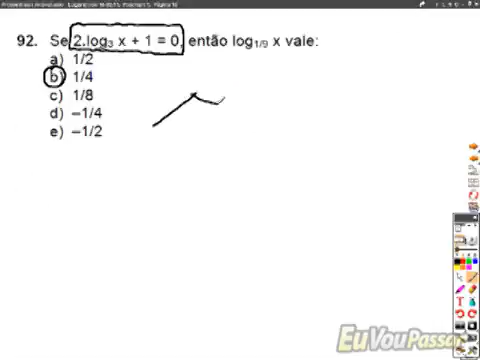 92. Se 2.log₃ x + 1 = 0, então log₁/₉ x vale:
a) 1/2
b) 1/4
c) 1/8
d) –1/4
e) –1/2
EuVouPassar